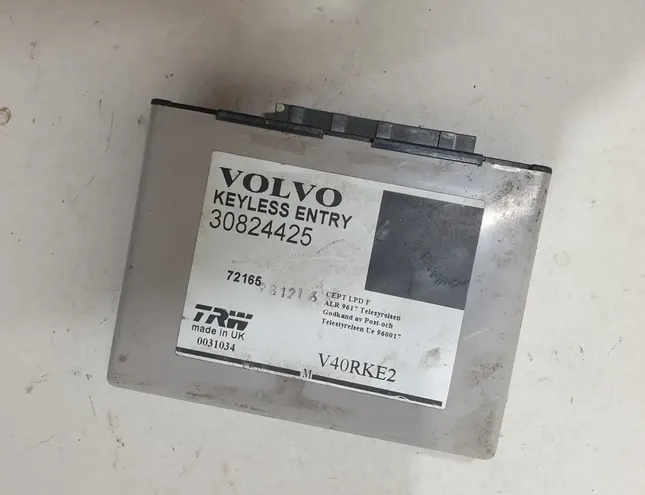 VOLVO
KEYLESS ENTRY
30824425
72165
CEPT LPD F
ALR 9617 Telestyrelsen
Godkand av Post-och
Telestyrelsen Ue 960017
TRW
made in UK
0031034
V40RKE2
M